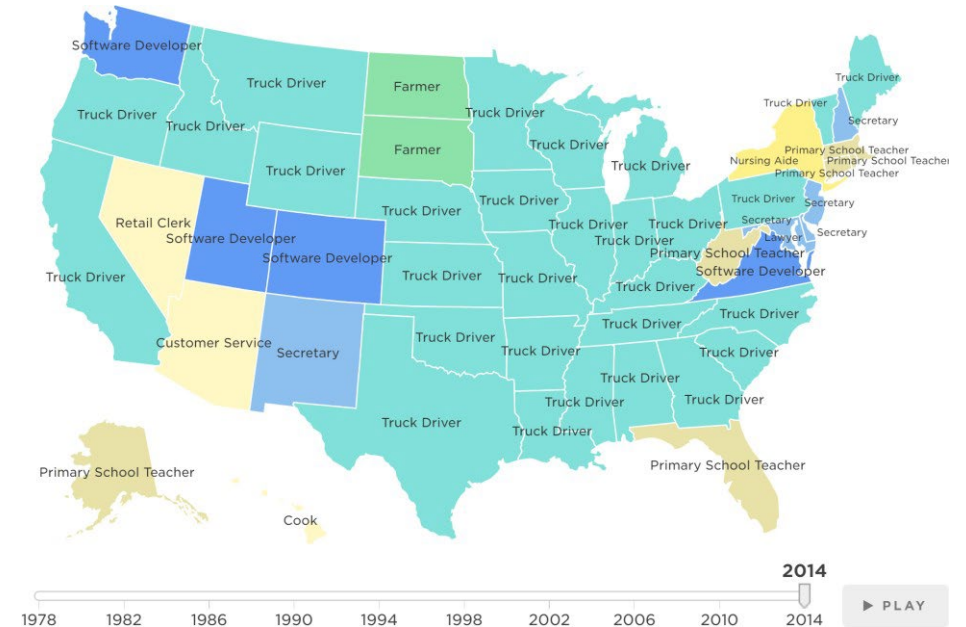 Software Developer
Truck Driver
Truck Driver
Truck Driver
Farmer
Truck Driver
Truck Driver
Truck Driver
Secretary
Truck Driver
Truck Driver
Farmer
Truck Driver
Truck Driver
Primary School Teacher
Nursing Aide
Primary School Teacher
Primary School Teacher
Retail Clerk
Software Developer
Software Developer
Truck Driver
Truck Driver
Truck Driver
Truck Driver
Truck Driver
Truck Driver
Secretary
Secretary
Secretary
Lawyer
Primary School Teacher
Software Developer
Truck Driver
Truck Driver
Truck Driver
Truck Driver
Truck Driver
Truck Driver
Customer Service
Secretary
Truck Driver
Truck Driver
Truck Driver
Truck Driver
Truck Driver
Truck Driver
Truck Driver
Truck Driver
Truck Driver
Primary School Teacher
Primary School Teacher
Cook
2014
1978 1982 1986 1990 1994 1998 2002 2006 2010 2014
PLAY